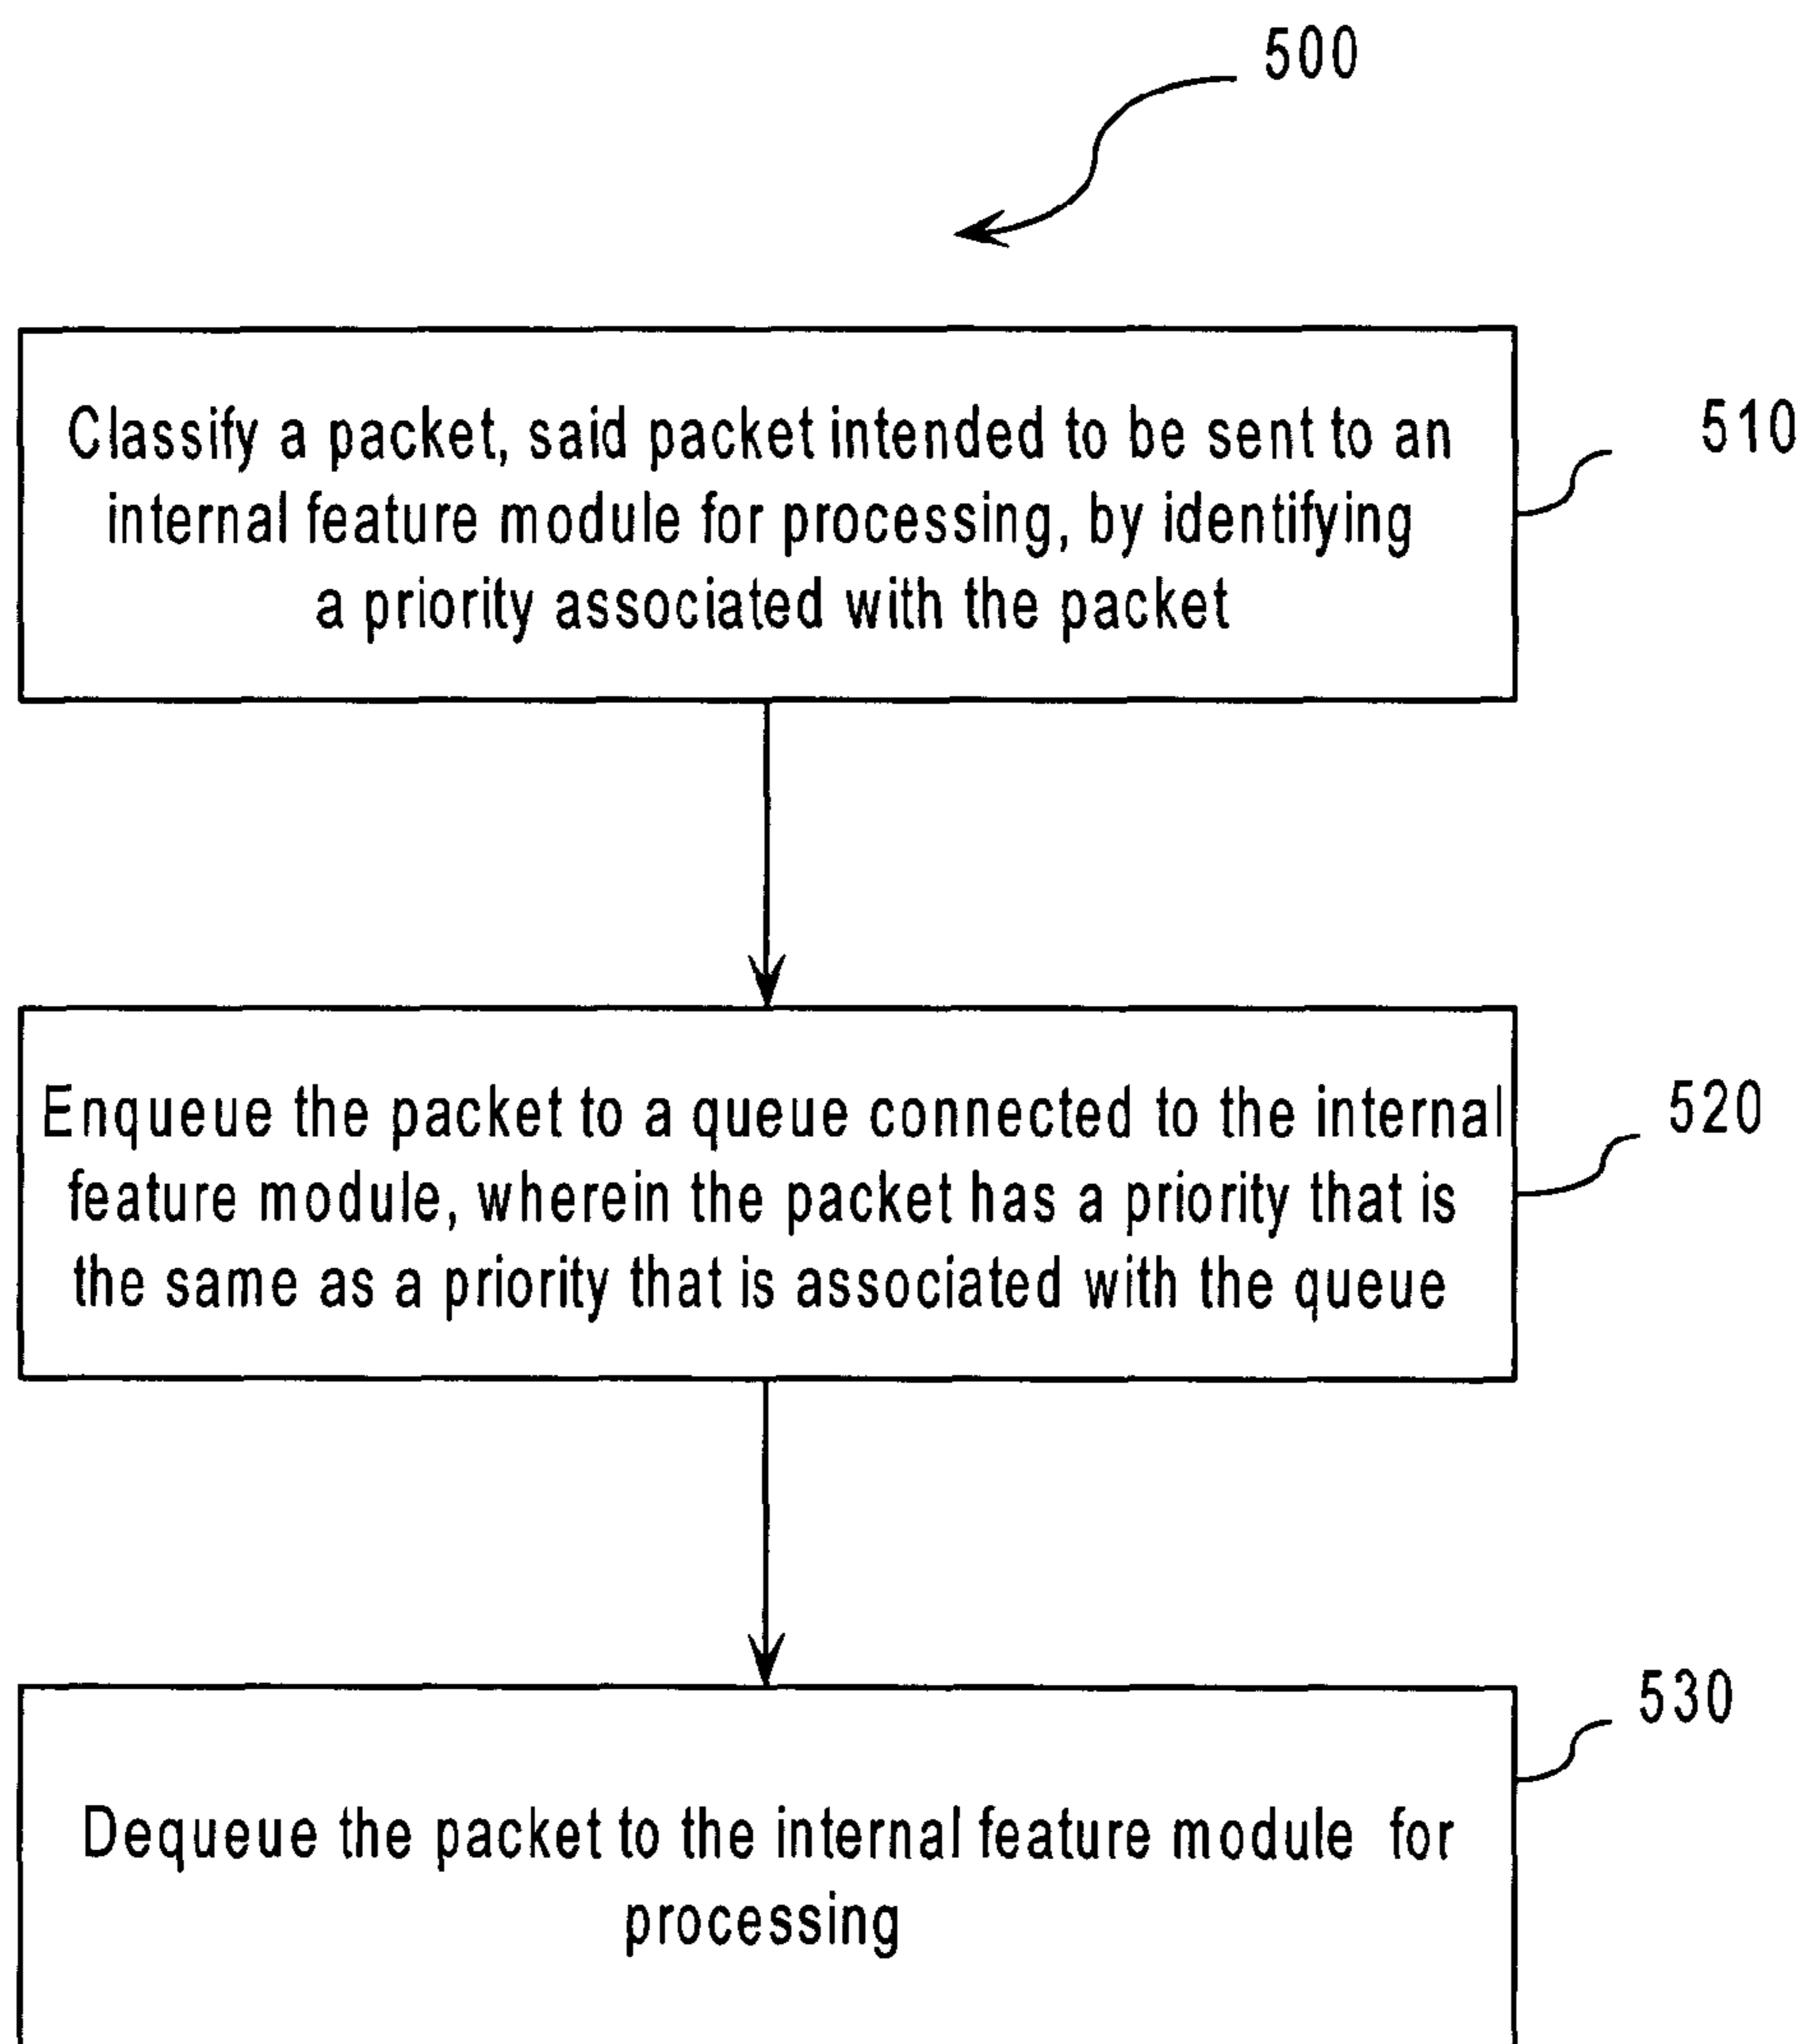 500
Classify a packet, said packet intended to be sent to an
internal feature module for processing, by identifying
a priority associated with the packet
510
Enqueue the packet to a queue connected to the internal
feature module, wherein the packet has a priority that is
the same as a priority that is associated with the queue
520
530
Dequeue the packet to the internal feature module for
processing